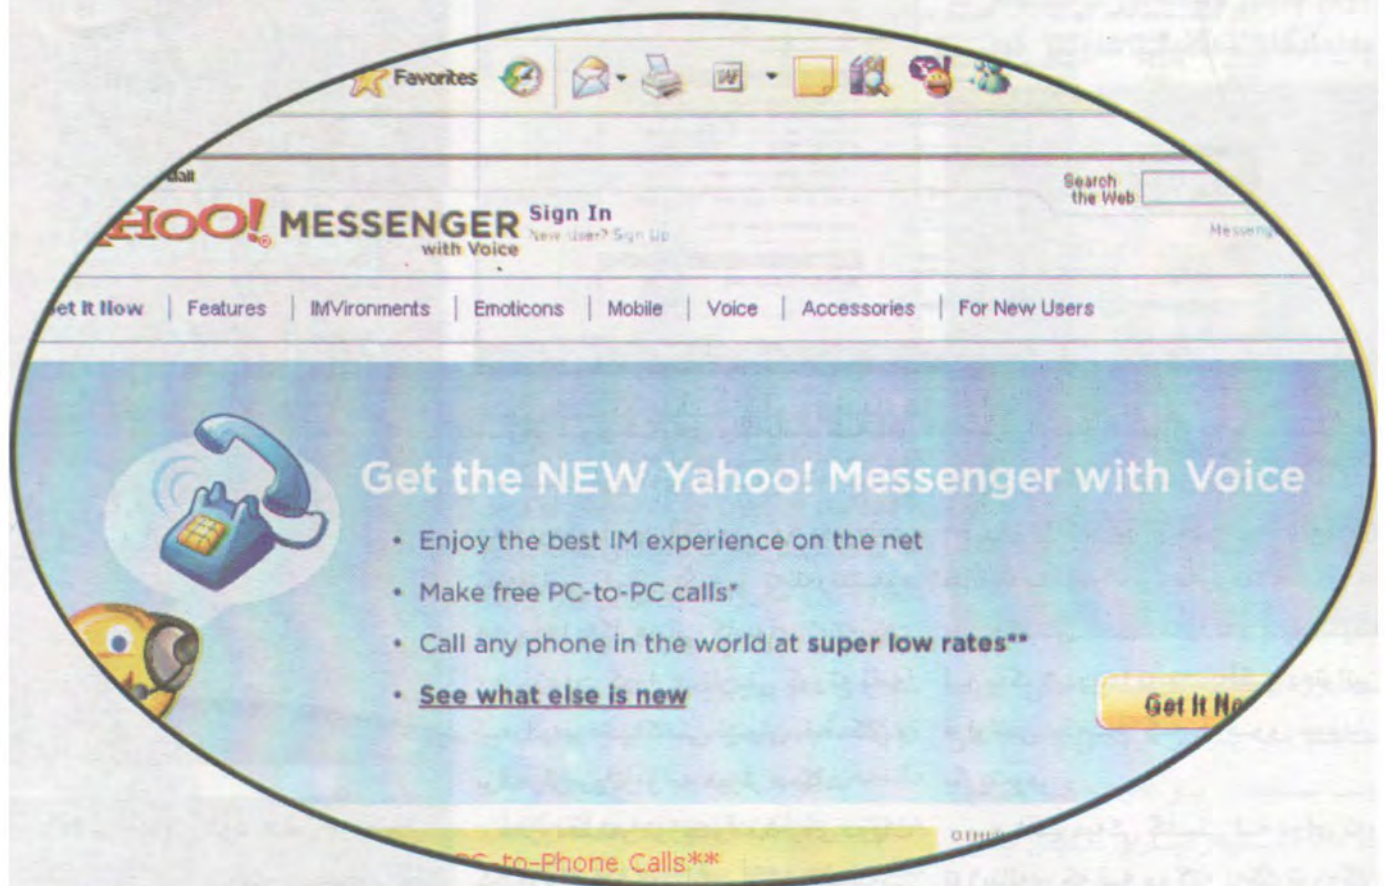 Favorites
Search
the Web
HOO! MESSENGER
with Voice
Sign In
New User? Sign Up
et It Now | Features | IMVironments | Emoticons | Mobile | Voice | Accessories | For New Users
Get the NEW Yahoo! Messenger with Voice
• Enjoy the best IM experience on the net
• Make free PC-to-PC calls*
• Call any phone in the world at super low rates**
• See what else is new
Get It No
PC-to-Phone Calls**